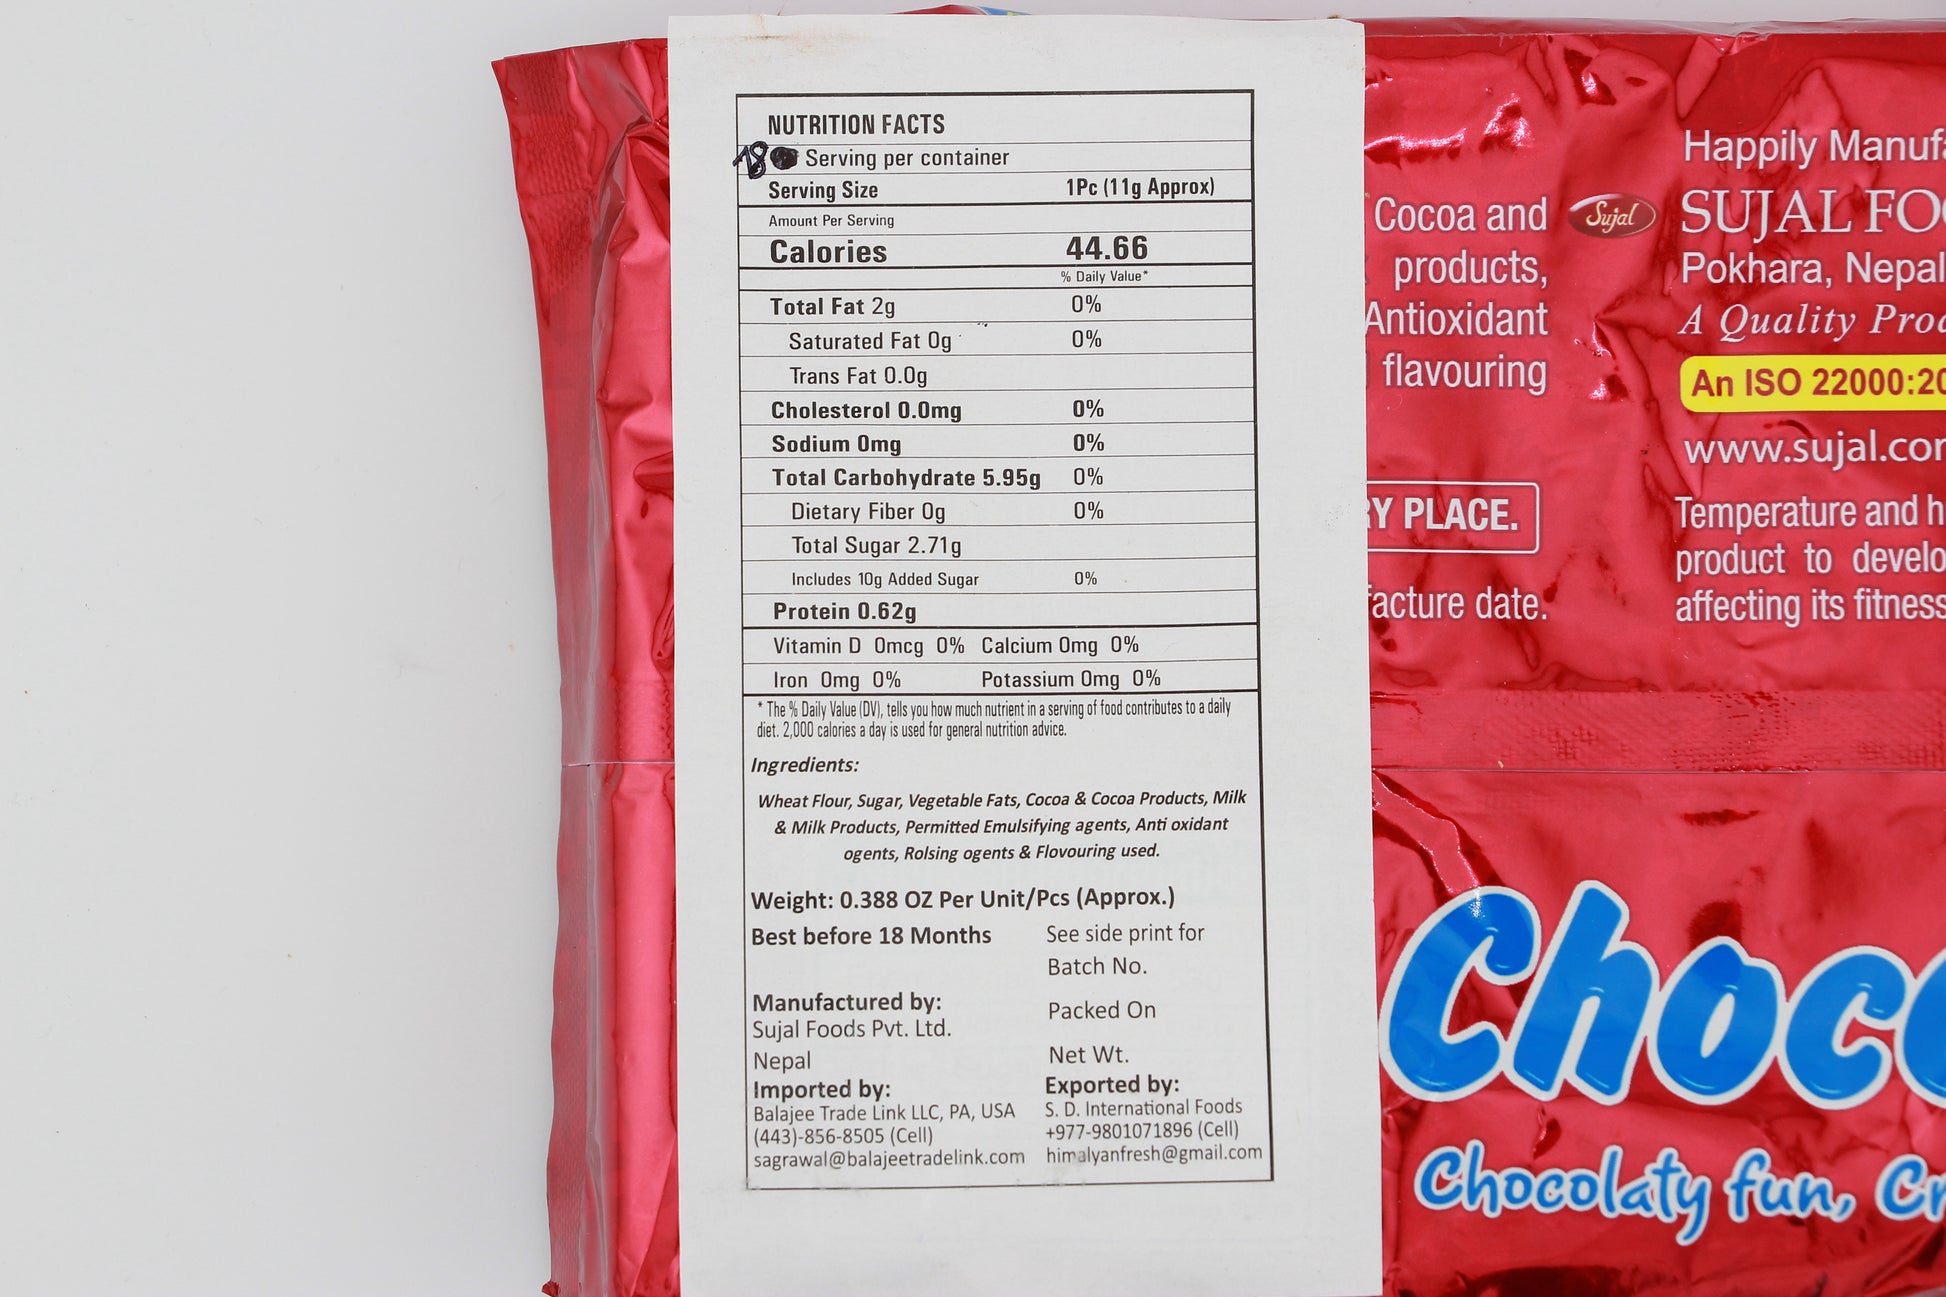 NUTRITION FACTS
18 Serving per container
Serving Size 1Pc (11g Approx)
Amount Per Serving
Calories 44.66
% Daily Value*
Total Fat 2g 0%
Saturated Fat 0g 0%
Trans Fat 0.0g
Cholesterol 0.0mg 0%
Sodium 0mg 0%
Total Carbohydrate 5.95g 0%
Dietary Fiber 0g 0%
Total Sugar 2.71g
Includes 10g Added Sugar 0%
Protein 0.62g
Vitamin D 0mcg 0% Calcium 0mg 0%
Iron 0mg 0% Potassium 0mg 0%
* The % Daily Value (DV), tells you how much nutrient in a serving of food contributes to a daily
diet. 2,000 calories a day is used for general nutrition advice.
Ingredients:
Wheat Flour, Sugar, Vegetable Fats, Cocoa & Cocoa Products, Milk
& Milk Products, Permitted Emulsifying agents, Anti oxidant
ogents, Rolsing ogents & Flovouring used.
Weight: 0.388 OZ Per Unit/Pcs (Approx.)
Best before 18 Months
See side print for
Batch No.
Packed On
Net Wt.
Manufactured by:
Sujal Foods Pvt. Ltd.
Nepal
Imported by:
Balajee Trade Link LLC, PA, USA
(443)-856-8505 (Cell)
sagrawal@balajeetradelink.com
Exported by:
S. D. International Foods
+977-9801071896 (Cell)
himalyanfresh@gmail.com
Cocoa and
products,
Antioxidant
flavouring
RY PLACE.
facture date.
Sujal
Happily Manufa
SUJAL FOO
Pokhara, Nepal
A Quality Prod
An ISO 22000:20
www.sujal.com
Temperature and h
product to develo
affecting its fitness
Choco
Chocolaty fun, Cr